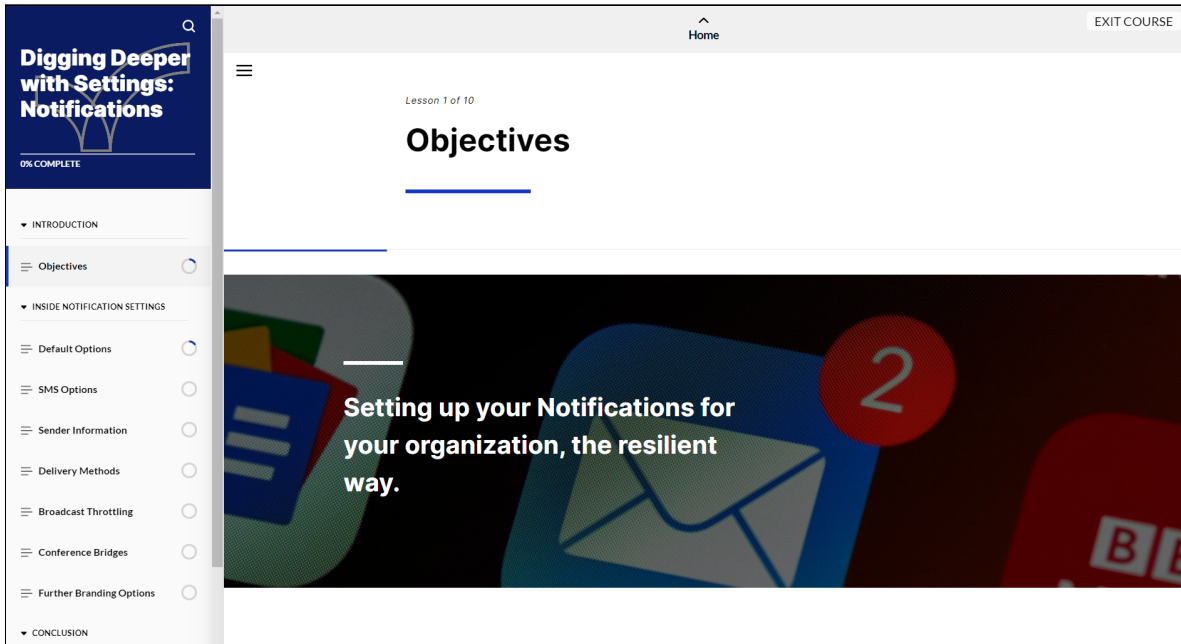 Digging Deeper
with Settings:
Notifications
0% COMPLETE
INTRODUCTION
Objectives
INSIDE NOTIFICATION SETTINGS
Default Options
SMS Options
Sender Information
Delivery Methods
Broadcast Throttling
Conference Bridges
Further Branding Options
CONCLUSION
Home
EXIT COURSE
Lesson 1 of 10
Objectives
Setting up your Notifications for
your organization, the resilient
way.
2